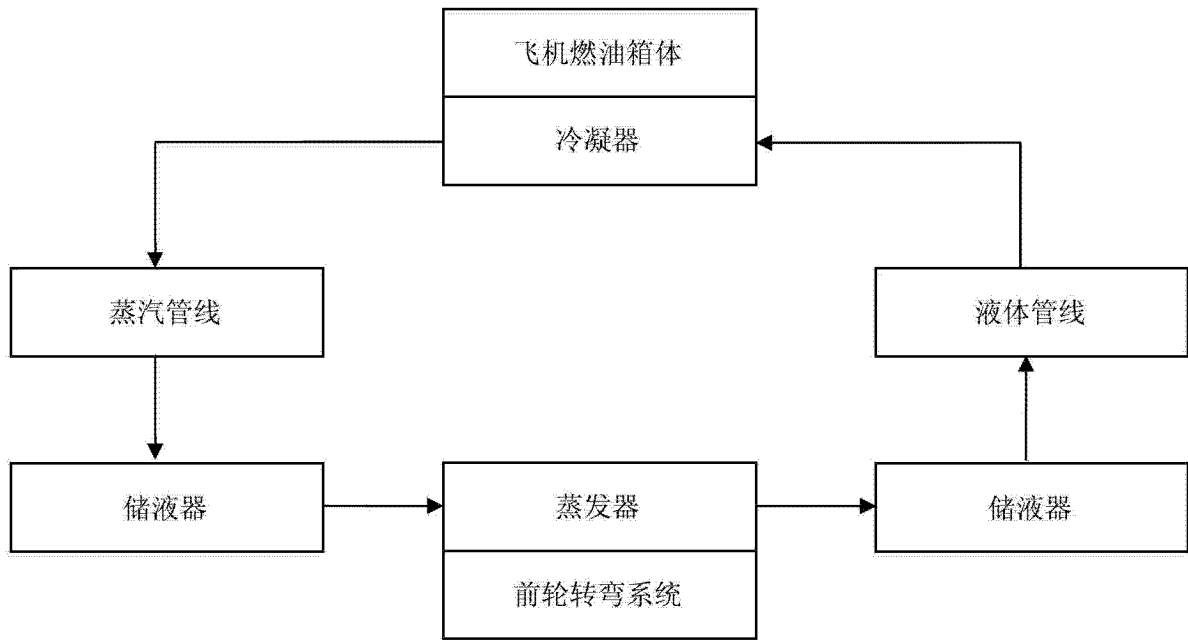 飞机燃油箱体
冷凝器
蒸汽管线
液体管线
储液器
蒸发器
储液器
前轮转弯系统